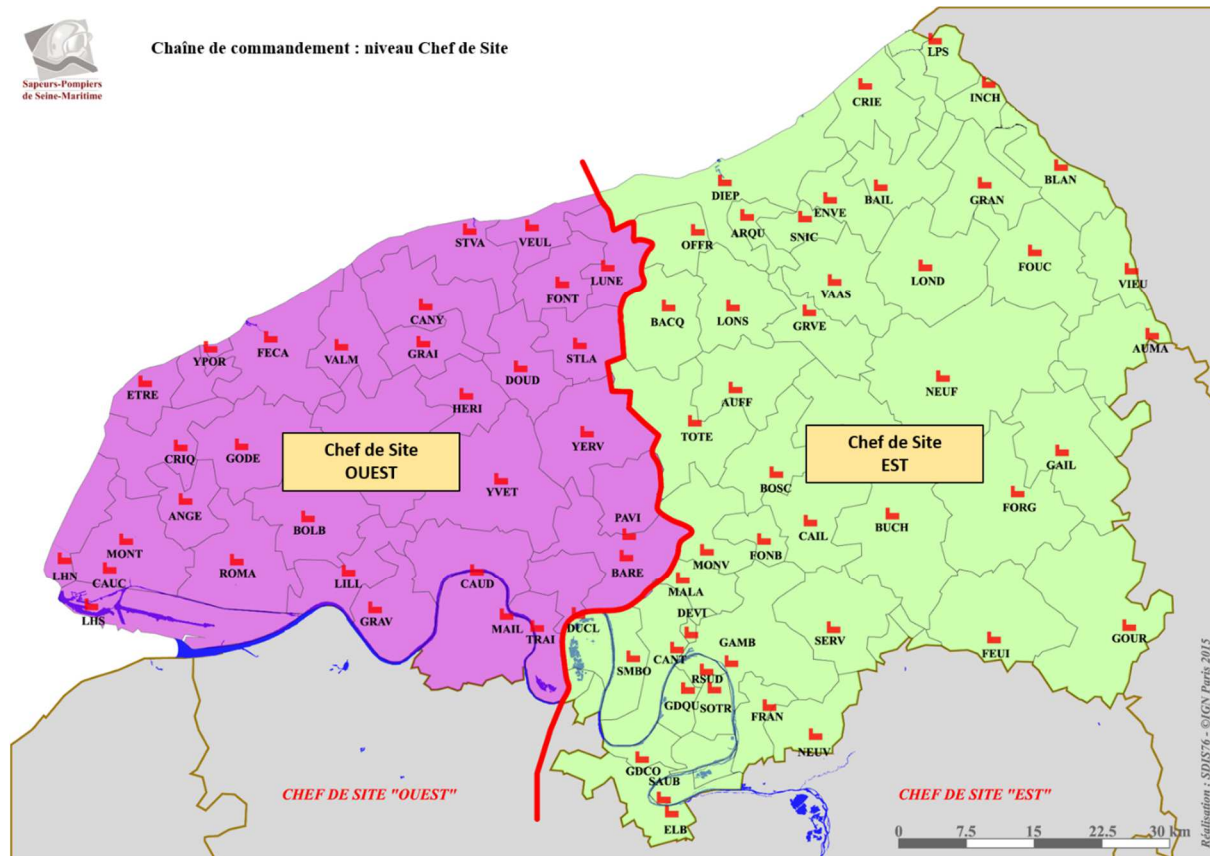 Chaîne de commandement : niveau Chef de Site
Sapeurs-Pompiers
de Seine-Maritime
LPS
CRIE
INCH
BLAN
DIEP
BAIL
GRAN
ENVE
STVA
VEUL
OFFR
ARQU
SNIC
FOUC
LUNE
LOND
VIEU
FONT
VAAS
CANY
BACQ
LONS
GRVE
YPOR
FECA
VALM
GRAI
STLA
AUMA
ETRE
DOUD
NEUF
HERI
AUFF
TOTE
CRIQ
GODE
Chef de Site
OUEST
YERV
Chef de Site
EST
GAIL
YVET
BOSC
FORG
ANGE
BOLB
PAVI
CAIL
BUCH
MONT
FONB
LHN
CAUC
ROMA
LILL
CAUD
BARE
MONV
MALA
LHS
GRAV
MAIL
TRAI
DUCL
DEVI
SERV
FEUI
GOUR
SMBO
CANT
GAMB
RSUD
GDQU
SOTR
FRAN
NEUV
GDCO
SAUB
ELB
CHEF DE SITE "OUEST"
CHEF DE SITE "EST"
0 7.5 15 22.5 30 km
Réalisation : SDIS76 - ©IGN Paris 2015